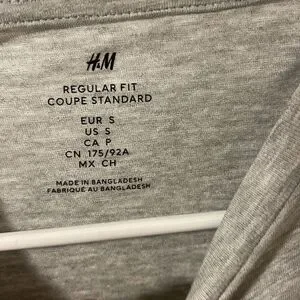 H&M
REGULAR FIT
COUPE STANDARD
EUR S
US S
CA P
CN 175/92A
MX CH
MADE IN BANGLADESH
FABRIQUÉ AU BANGLADESH